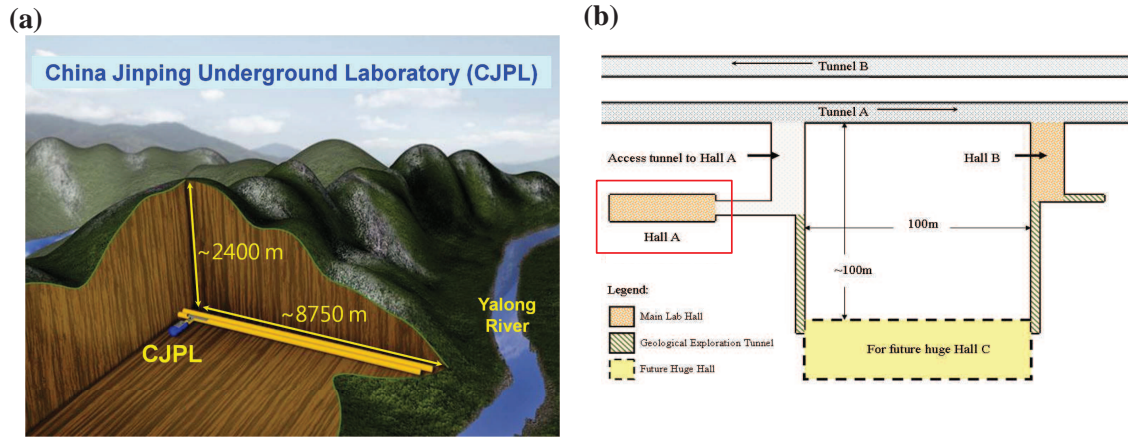 (a)
China Jinping Underground Laboratory (CJPL)
~2400 m
~8750 m
CJPL
Yalong
River
(b)
Tunnel B
Tunnel A
Access tunnel to Hall A
Hall B
Hall A
100m
~100m
Legend:
Main Lab Hall
Geological Exploration Tunnel
Future Huge Hall
For future huge Hall C